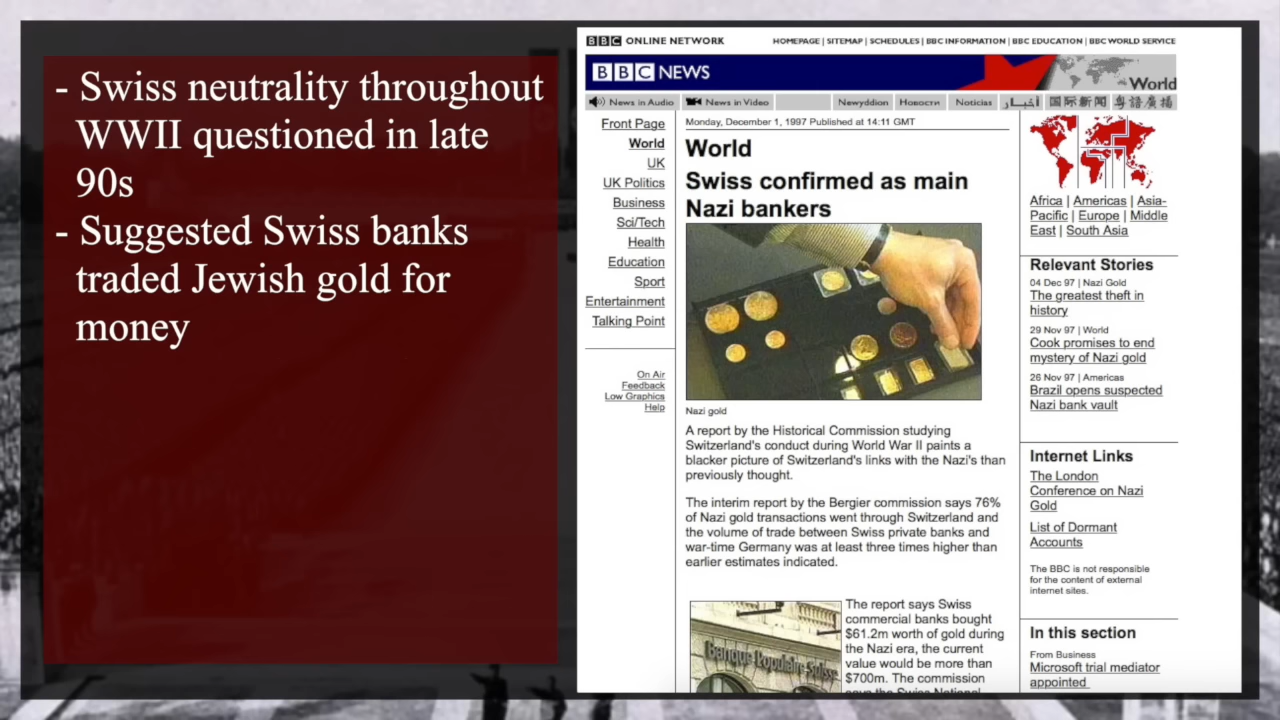 - Swiss neutrality throughout
WWII questioned in late
90s
- Suggested Swiss banks
traded Jewish gold for
money
BBC ONLINE NETWORK
HOMEPAGE | SITEMAP | SCHEDULES | BBC INFORMATION | BBC EDUCATION | BBC WORLD SERVICE
BBC NEWS
World
News in Audio
News in Video
Newyddion
Новости
Noticias
أخبار
国际新闻
粵語廣播
Front Page
World
UK
UK Politics
Business
Sci/Tech
Health
Education
Sport
Entertainment
Talking Point
On Air
Feedback
Low Graphics
Help
Monday, December 1, 1997 Published at 14:11 GMT
World
Swiss confirmed as main
Nazi bankers
Nazi gold
A report by the Historical Commission studying
Switzerland's conduct during World War II paints a
blacker picture of Switzerland's links with the Nazi's than
previously thought.
The interim report by the Bergier commission says 76%
of Nazi gold transactions went through Switzerland and
the volume of trade between Swiss private banks and
war-time Germany was at least three times higher than
earlier estimates indicated.
Banque Populaire Suisse
The report says Swiss
commercial banks bought
$61.2m worth of gold during
the Nazi era, the current
value would be more than
$700m. The commission
says the Swiss National
Africa | Americas | Asia-
Pacific | Europe | Middle
East | South Asia
Relevant Stories
04 Dec 97 | Nazi Gold
The greatest theft in
history
29 Nov 97 | World
Cook promises to end
mystery of Nazi gold
26 Nov 97 | Americas
Brazil opens suspected
Nazi bank vault
Internet Links
The London
Conference on Nazi
Gold
List of Dormant
Accounts
The BBC is not responsible
for the content of external
internet sites.
In this section
From Business
Microsoft trial mediator
appointed